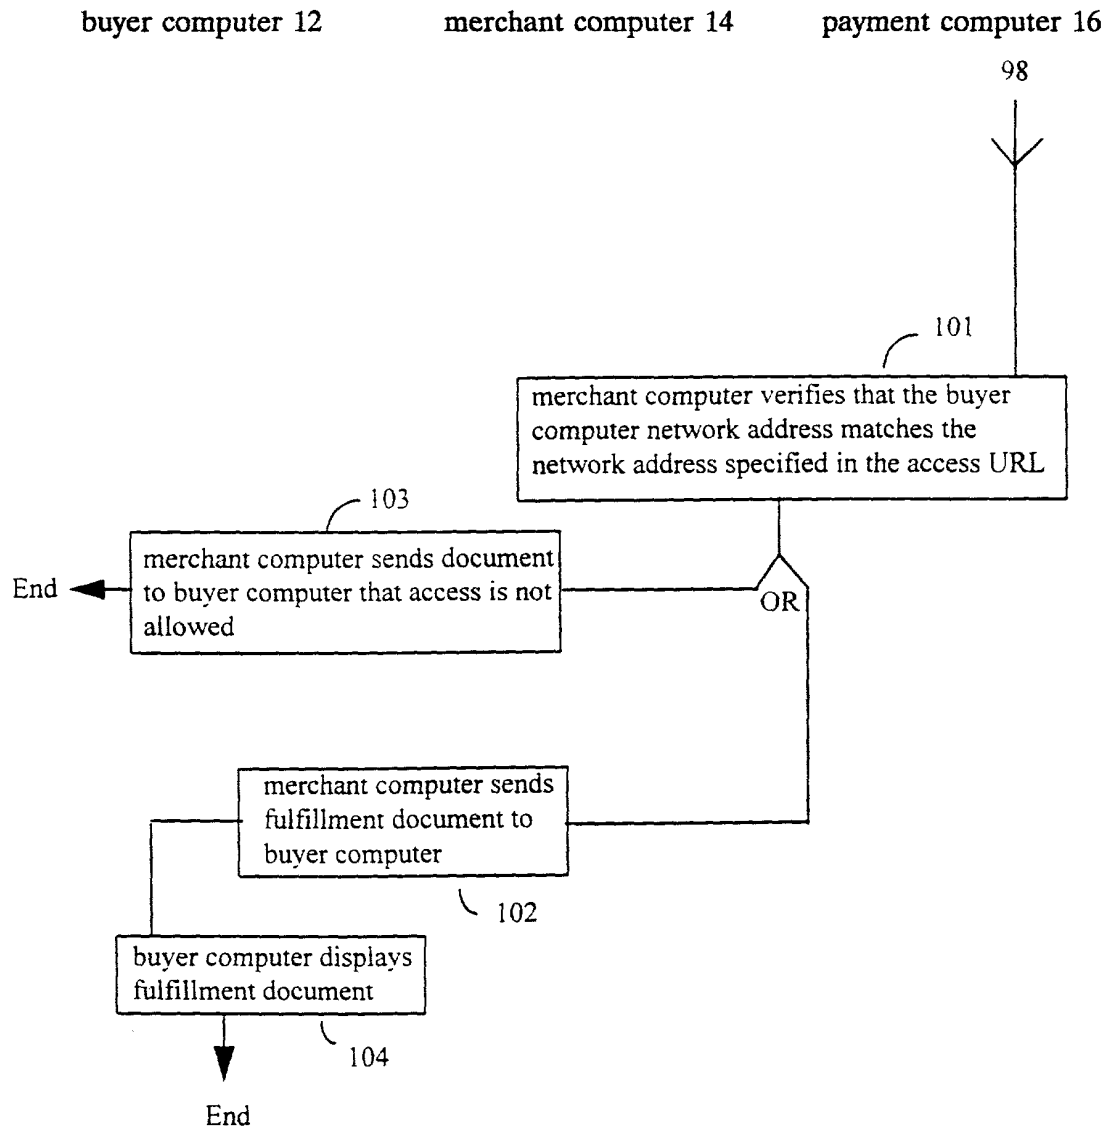 buyer computer 12 merchant computer 14 payment computer 16
98
101
merchant computer verifies that the buyer
computer network address matches the
network address specified in the access URL
103
merchant computer sends document
to buyer computer that access is not
allowed
End
OR
merchant computer sends
fulfillment document to
buyer computer
102
buyer computer displays
fulfillment document
104
End